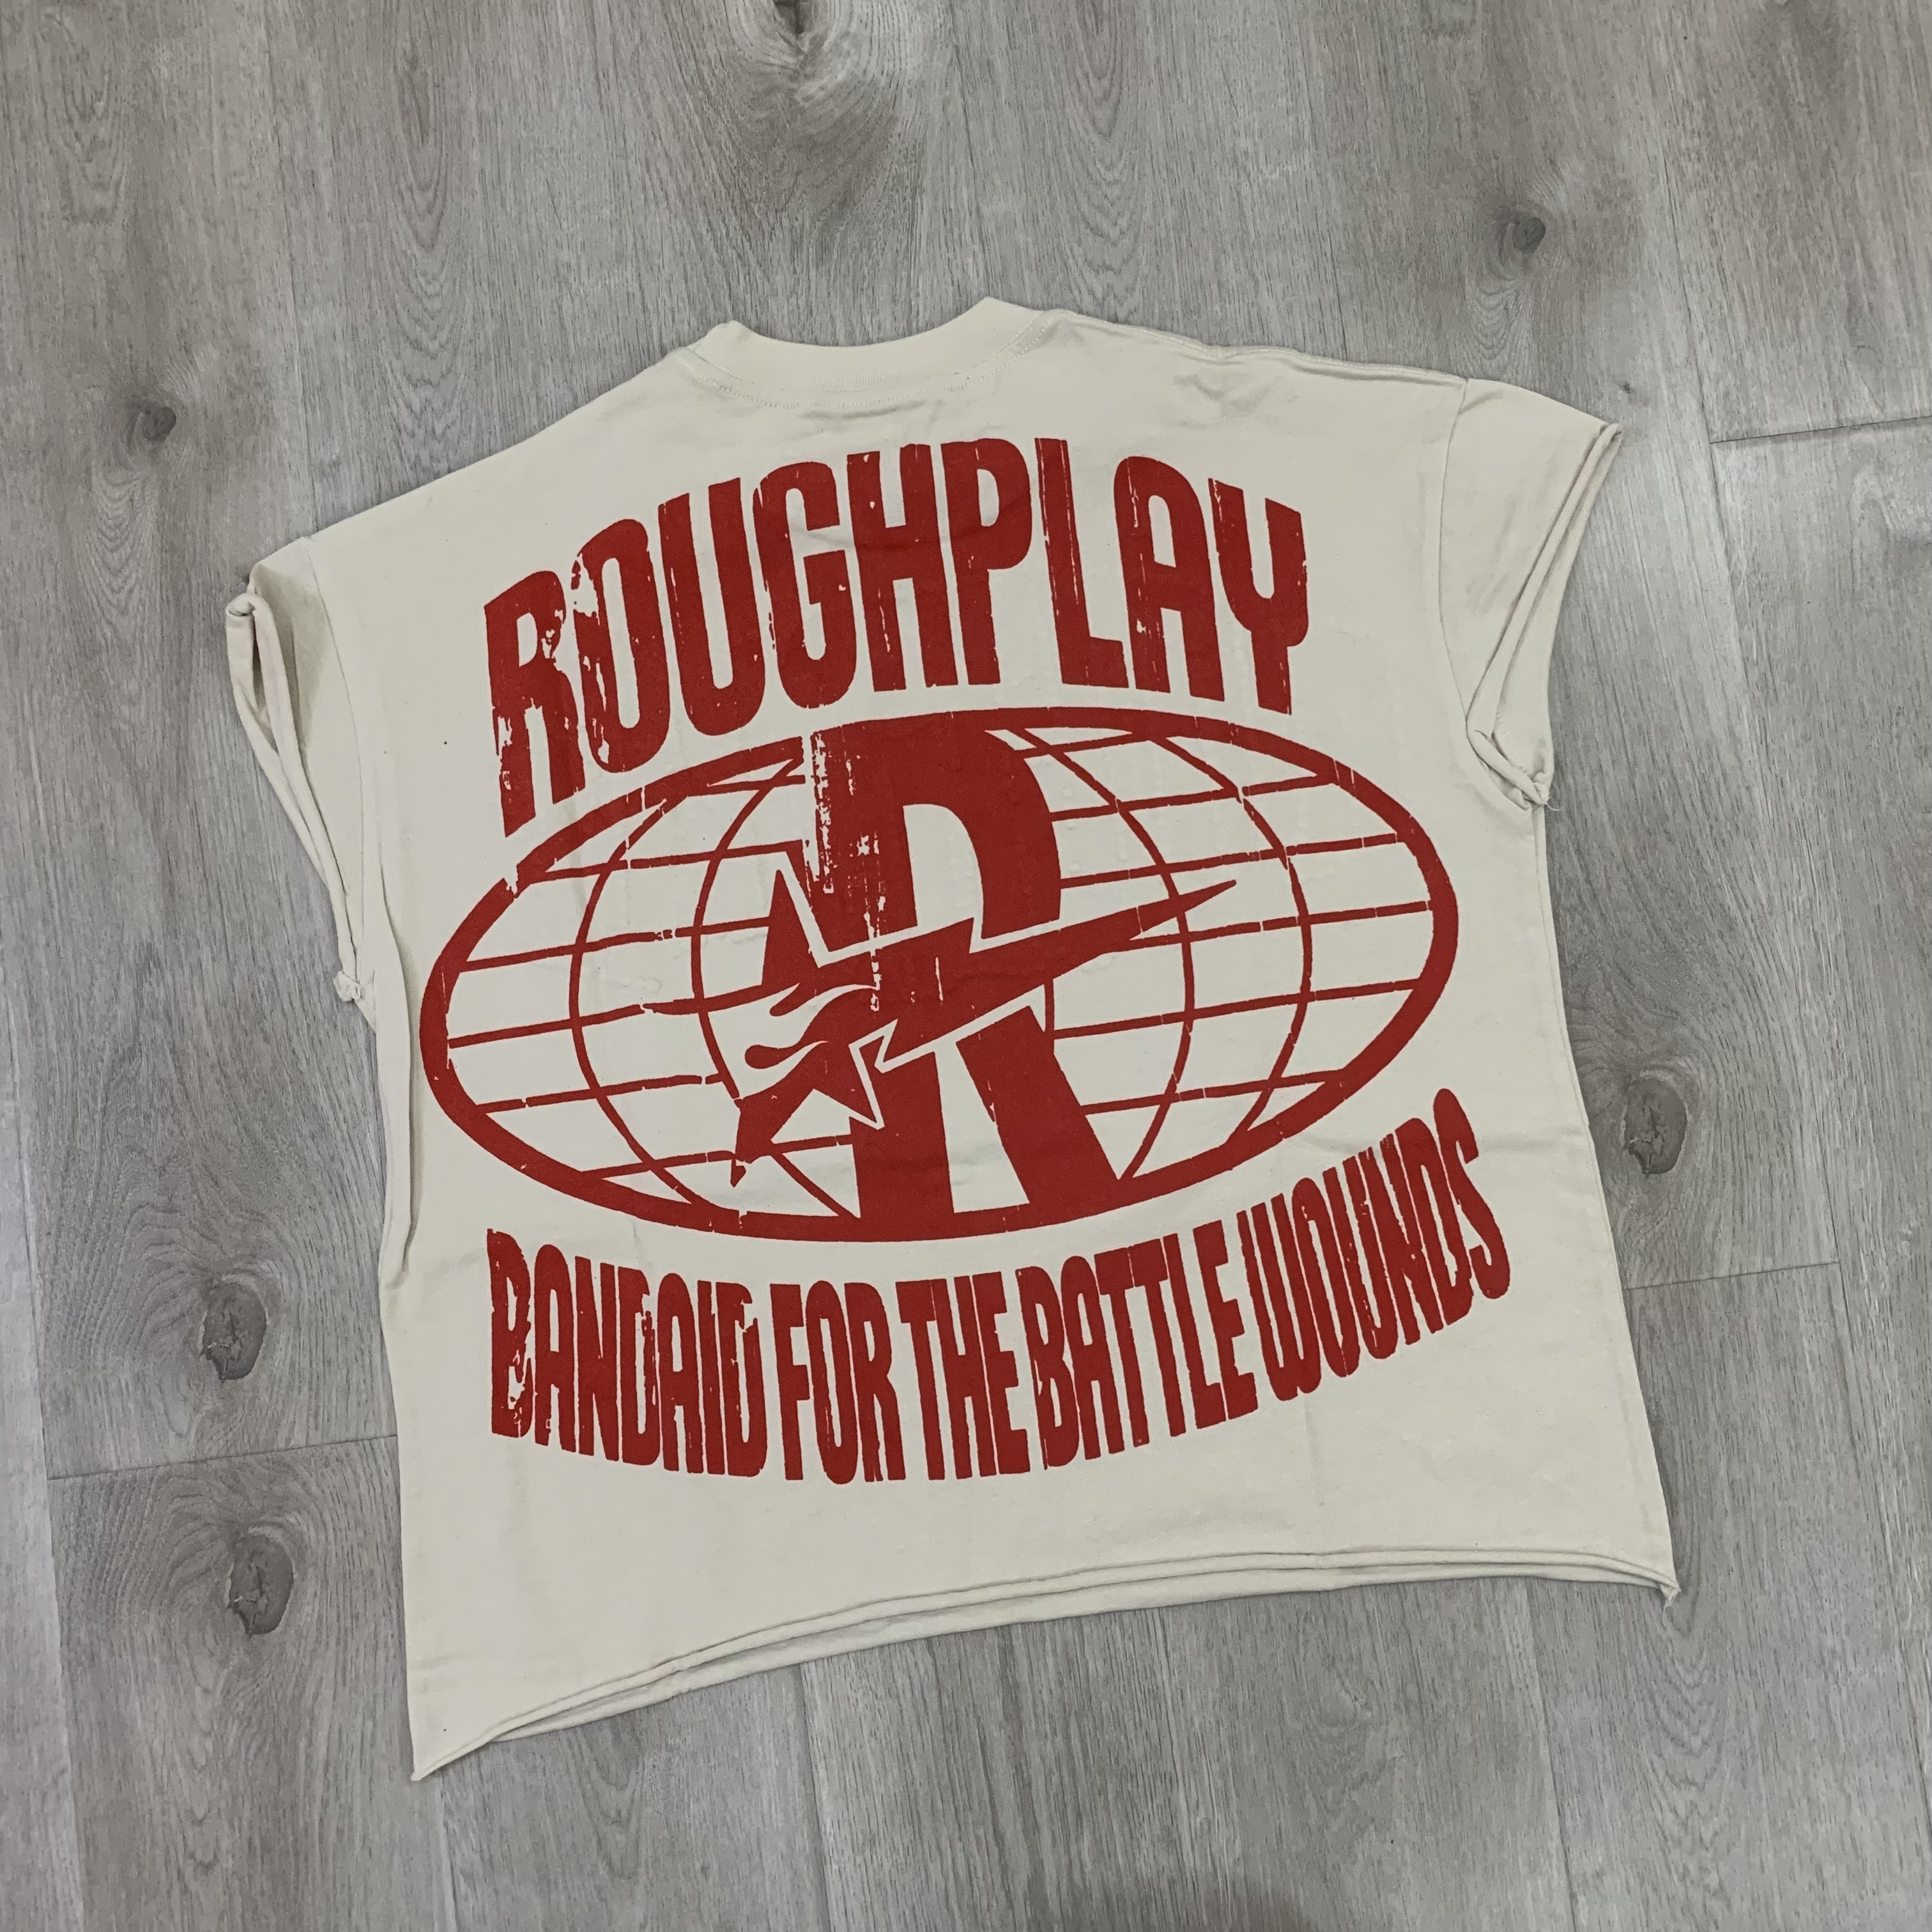 ROUGHPLAY
R
BANDAID FOR THE BATTLE WOUNDS